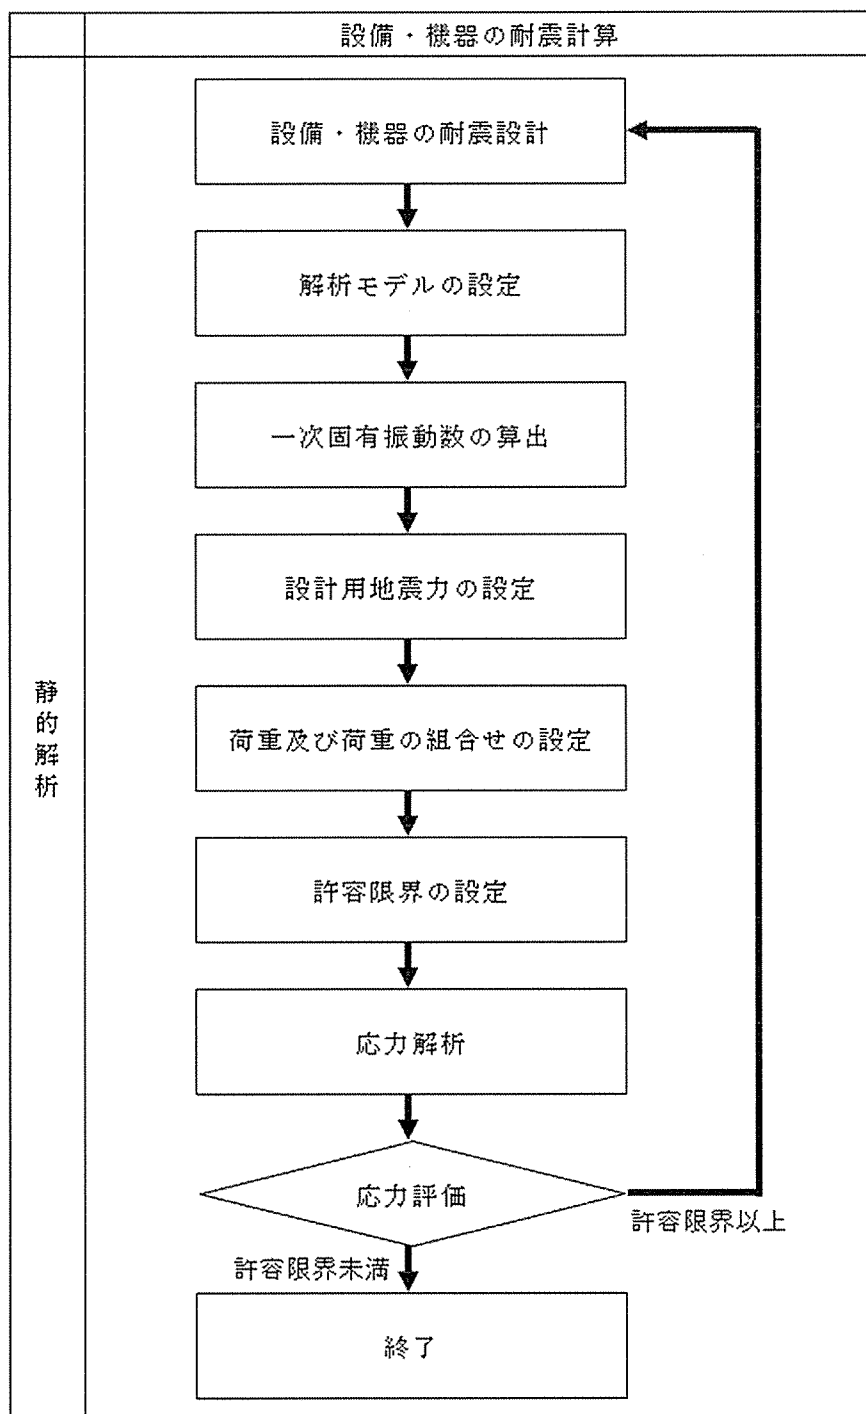 設備・機器の耐震計算
静的解析
設備・機器の耐震設計
解析モデルの設定
一次固有振動数の算出
設計用地震力の設定
荷重及び荷重の組合せの設定
許容限界の設定
応力解析
応力評価
許容限界以上
許容限界未満
終了